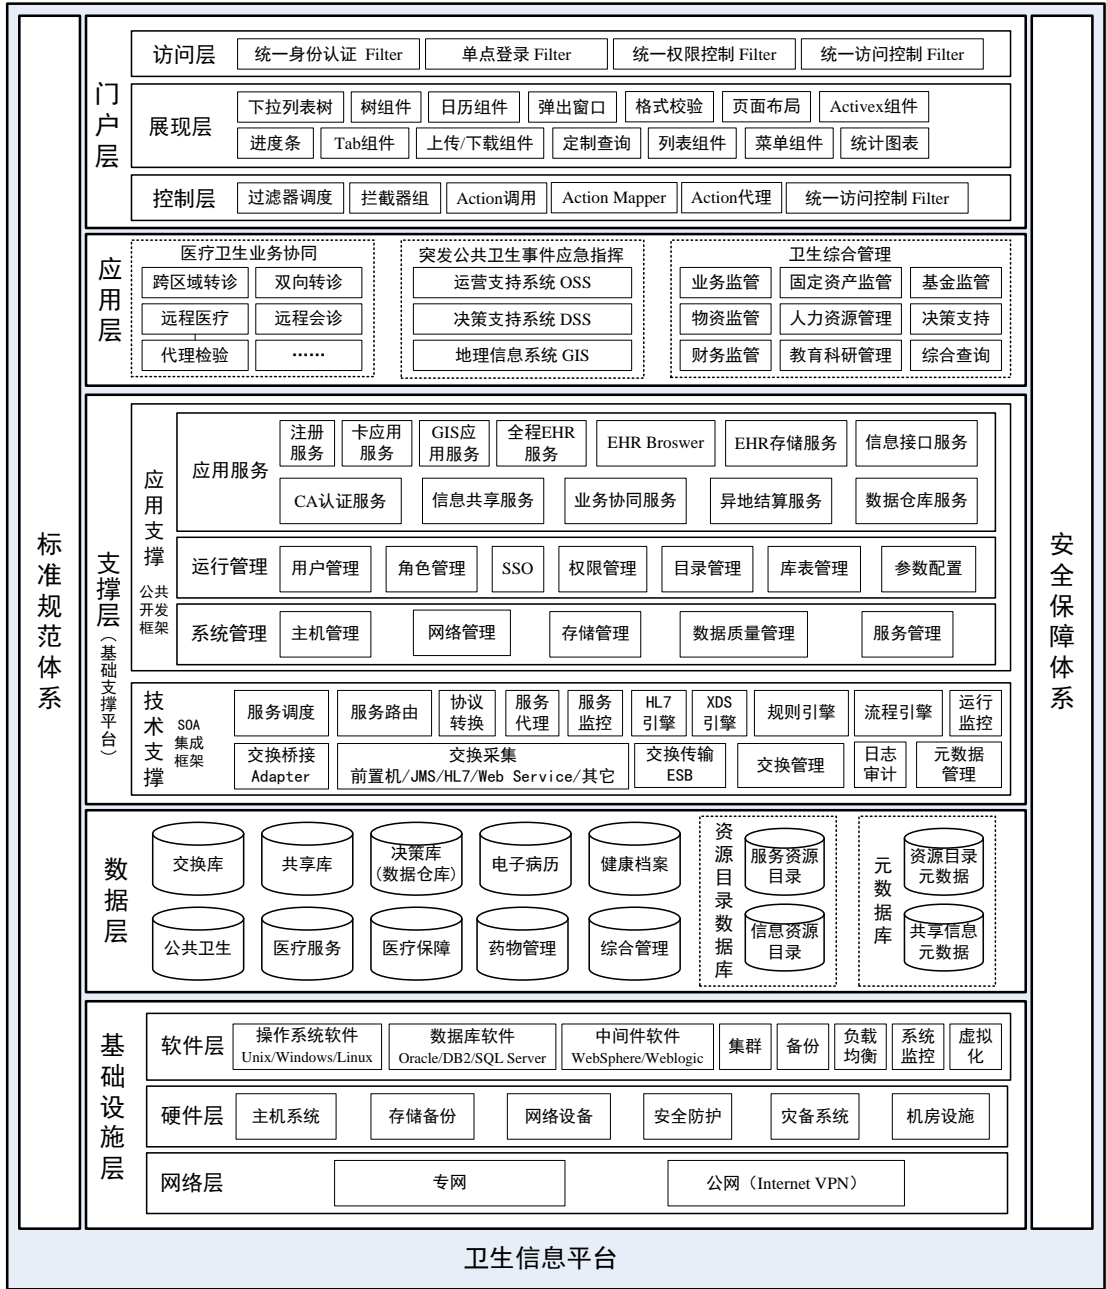 标准规范体系
门户层
访问层
统一身份认证 Filter
单点登录 Filter
统一权限控制 Filter
统一访问控制 Filter
展现层
下拉列表树
树组件
日历组件
弹出窗口
格式校验
页面布局
Activex组件
进度条
Tab组件
上传/下载组件
定制查询
列表组件
菜单组件
统计图表
控制层
过滤器调度
拦截器组
Action调用
Action Mapper
Action代理
统一访问控制 Filter
应用层
医疗卫生业务协同
跨区域转诊
双向转诊
远程医疗
远程会诊
代理检验
……
突发公共卫生事件应急指挥
运营支持系统 OSS
决策支持系统 DSS
地理信息系统 GIS
卫生综合管理
业务监管
固定资产监管
基金监管
物资监管
人力资源管理
决策支持
财务监管
教育科研管理
综合查询
支撑层（基础支撑平台）
应用支撑
公共
开发
框架
应用服务
注册
服务
卡应用
服务
GIS应
用服务
全程EHR
服务
EHR Broswer
EHR存储服务
信息接口服务
CA认证服务
信息共享服务
业务协同服务
异地结算服务
数据仓库服务
运行管理
用户管理
角色管理
SSO
权限管理
目录管理
库表管理
参数配置
系统管理
主机管理
网络管理
存储管理
数据质量管理
服务管理
技术支撑
SOA
集成
框架
服务调度
服务路由
协议
转换
服务
代理
服务
监控
HL7
引擎
XDS
引擎
规则引擎
流程引擎
运行
监控
交换桥接
Adapter
交换采集
前置机/JMS/HL7/Web Service/其它
交换传输
ESB
交换管理
日志
审计
元数据
管理
数据层
交换库
共享库
决策库
(数据仓库)
电子病历
健康档案
公共卫生
医疗服务
医疗保障
药物管理
综合管理
资源目录数据库
服务资源
目录
信息资源
目录
元数据库
资源目录
元数据
共享信息
元数据
基础设施层
软件层
操作系统软件
Unix/Windows/Linux
数据库软件
Oracle/DB2/SQL Server
中间件软件
WebSphere/Weblogic
集群
备份
负载
均衡
系统
监控
虚拟
化
硬件层
主机系统
存储备份
网络设备
安全防护
灾备系统
机房设施
网络层
专网
公网（Internet VPN）
安全保障体系
卫生信息平台